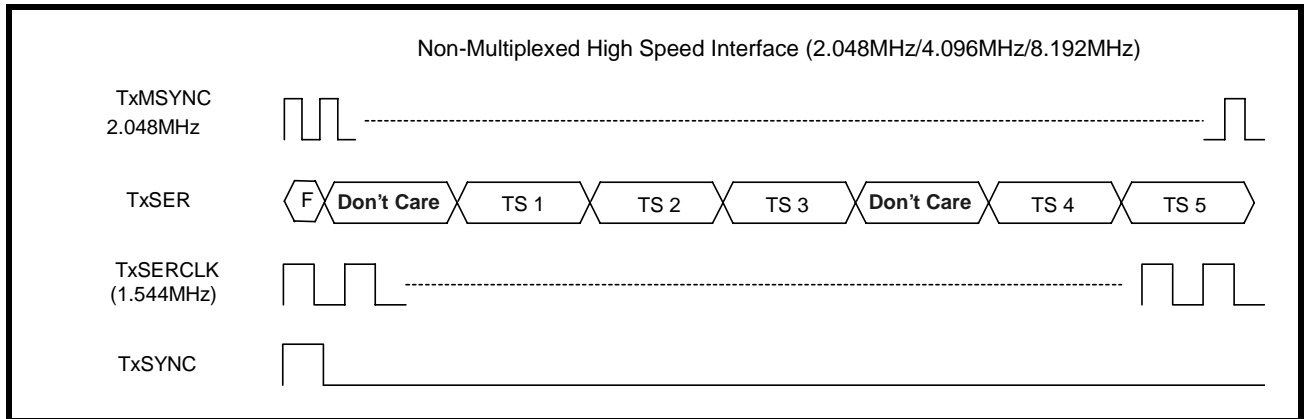 Non-Multiplexed High Speed Interface (2.048MHz/4.096MHz/8.192MHz)
TxMSYNC
2.048MHz
TxSER
F Don't Care TS 1 TS 2 TS 3 Don't Care TS 4 TS 5
TxSERCLK
(1.544MHz)
TxSYNC